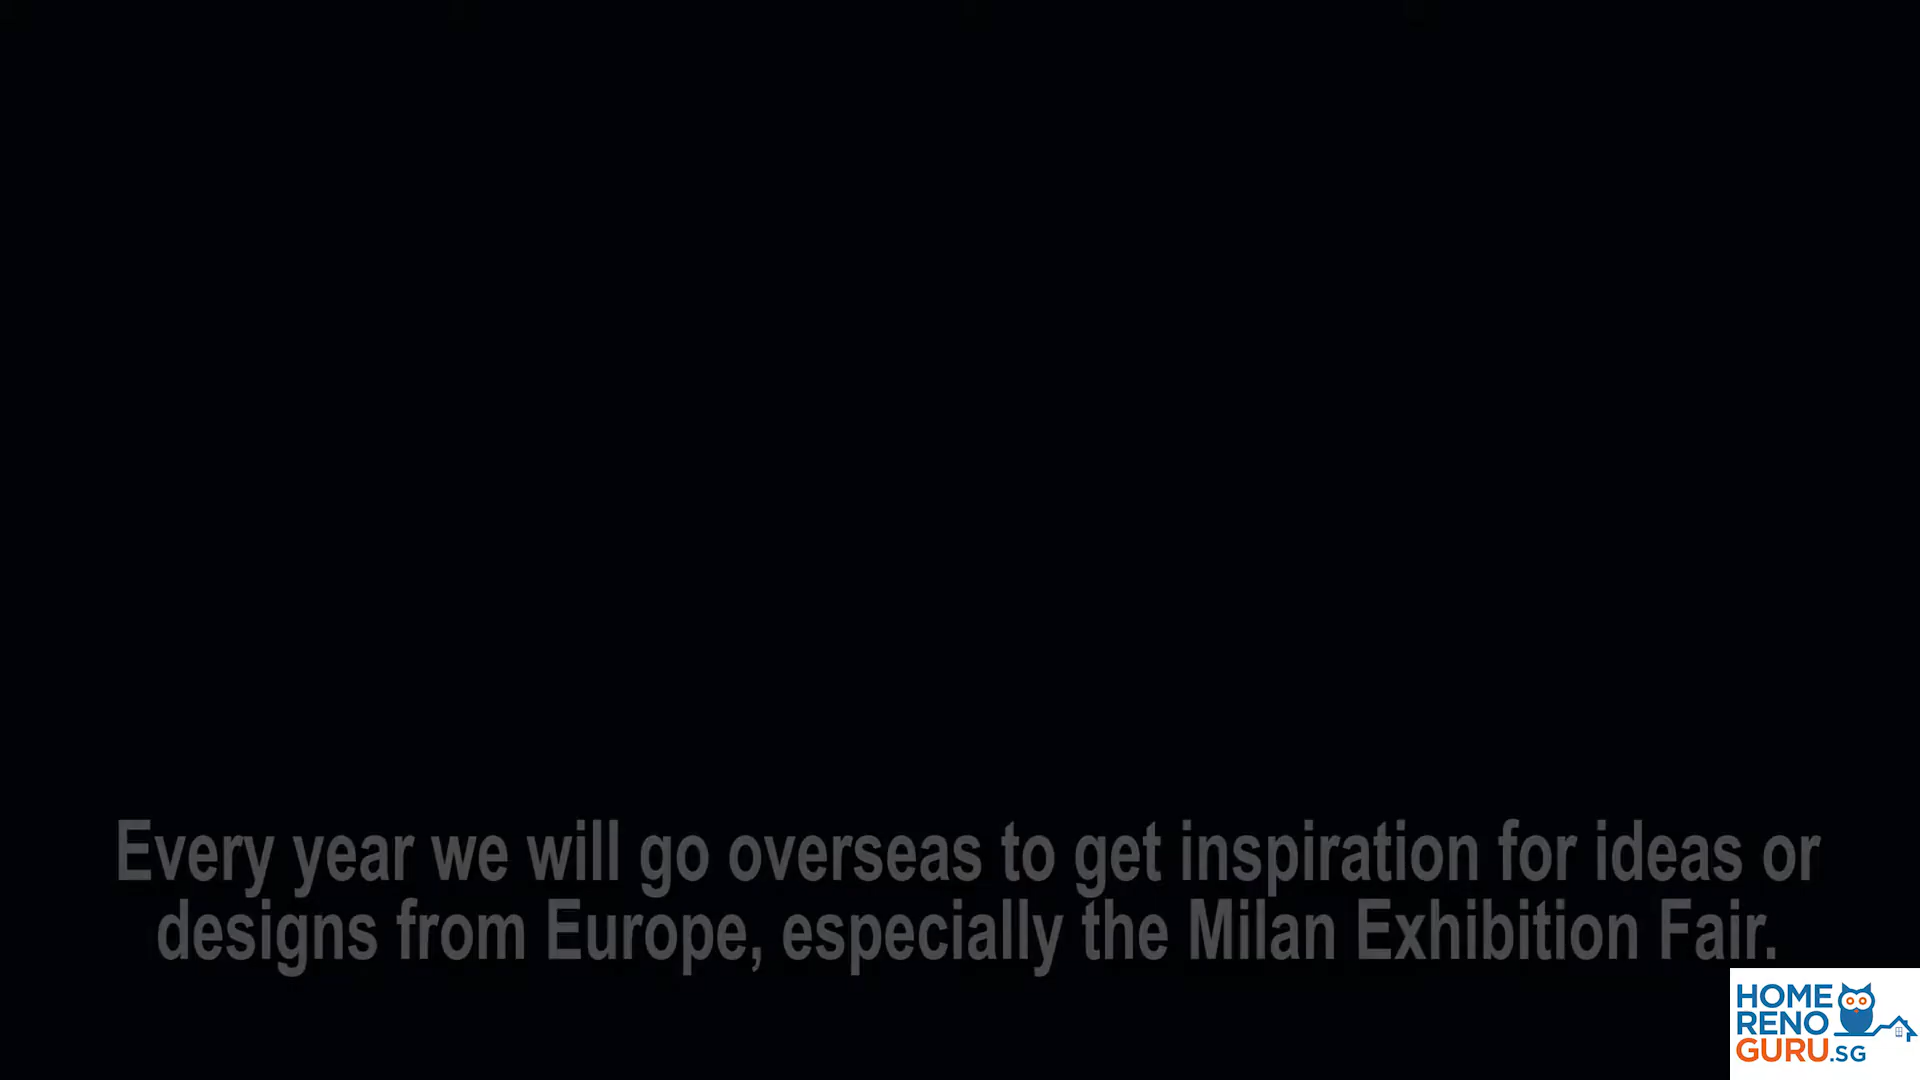 Every year we will go overseas to get inspiration for ideas or
designs from Europe, especially the Milan Exhibition Fair.
HOME
RENO
GURU.SG